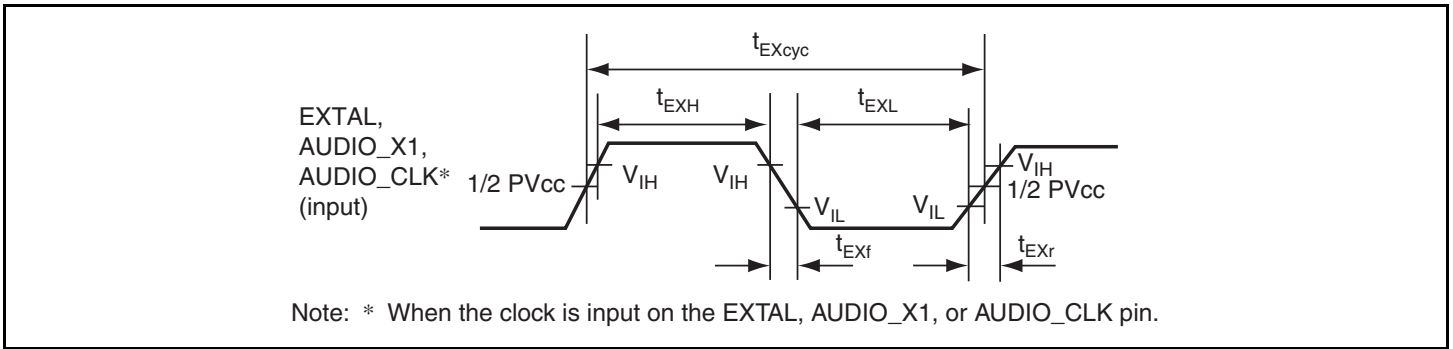 tEXcyc
tEXH
tEXL
EXTAL,
AUDIO_X1,
AUDIO_CLK*
(input)
1/2 PVcc
VIH
VIH
VIL
VIL
VIH
1/2 PVcc
tEXf
tEXr
Note: * When the clock is input on the EXTAL, AUDIO_X1, or AUDIO_CLK pin.